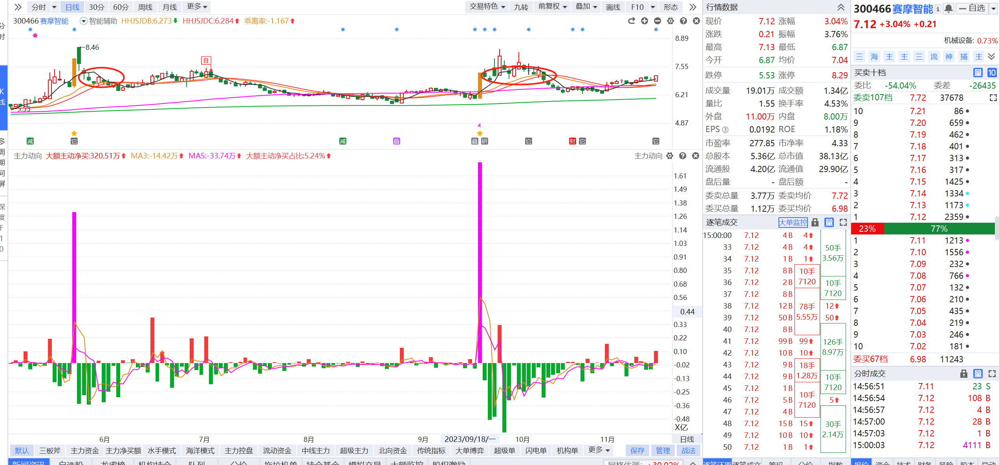 分时 日线 30分 60分 周线 月线 更多 交易特色 九转 前复权 叠加 画线 F10 形态
300466 赛摩智能 智能辅助 HHJSJDB:6.273 HHJSJDC:6.284 乖离率:-1.167
8.89
←8.46
自
7.55
6.21
5.55
4.87
减 它 减 叠 叠 研 它 财 它 它
主力动向 大额主动净买:320.51万 MA3:-14.42万 MA5:-33.74万 大额主动净买占比:5.24% 主力动向
1.61
1.49
1.38
1.26
1.14
1.03
0.91
0.80
0.68
0.56
0.44
0.33
0.22
0.10
-0.02
-0.13
-0.25
-0.36
-0.48
X亿
6月 7月 8月 9月 2023/09/18/一 10月 11月 日线
默认 三板斧 主力资金 主力净买额 水手模式 海洋模式 主力控盘 流动资金 中线主力 超级主力 北向资金 传统指标 大单博弈 超级单 闪电单 机构单 更多 保存 管理 战法
新闻资讯 自选股 龙虎榜 机构持仓 队列 分价 拖拉机单 持仓基金 模拟交易 大额监控 股权激励
分时
K线
多周期同屏
深度F10
行情数据
现价 7.12 涨幅 3.04%
涨跌 0.21 振幅 3.76%
最高 7.13 最低 6.87
今开 6.87 均价 7.04
跌停 5.53 涨停 8.29
成交量 19.01万 成交额 1.34亿
量比 1.55 换手率 4.53%
外盘 11.00万 内盘 8.00万
EPS③ 0.0192 ROE 1.18%
市盈率 277.85 市净率 4.33
总股本 5.36亿 总市值 38.13亿
流通股 4.20亿 流通值 29.90亿
盘后量 - 盘后额 -
委卖总量 3.77万 委卖均价 7.72
委买总量 1.12万 委买均价 6.98
逐笔成交 大单监控 量
15:00:00 7.12 4 B 4
33 7.12 4 B 4
34 7.12 1 B 1
35 7.12 8 B
36 7.12 2 B
37 7.12 8 B
38 7.12 12 B 12
39 7.12 50 B 50
40 7.12 8 B
41 7.12 99 B 99
42 7.12 10 B 10
43 7.12 9 B
44 7.12 9 B
45 7.12 1 B
46 7.12 5 B 5
47 7.12 4 B
48 7.12 15 B 15
49 7.12 10 B 10
50 7.12 1 B 1
10手
7120
78手
5.55万
18手
1.28万
10手
7120
50手
3.56万
10手
7120
126手
8.97万
10手
7120
30手
2.14万
300466 赛摩智能 自选
7.12 +3.04% +0.21
机械设备: 0.73%
三 海 主 主 三 流 神 捕 主
买卖十档 量 10
委比 -54.04% 委差 -26435
委卖107档 7.72 37678
10 7.21 86
9 7.20 659
8 7.19 462
7 7.18 401
6 7.17 313
5 7.16 317
4 7.15 1425
3 7.14 1334
2 7.13 1173
1 7.12 2359
23% 77%
1 7.11 1213
2 7.10 1556
3 7.09 232
4 7.08 766
5 7.07 132
6 7.06 210
7 7.05 435
8 7.04 219
9 7.03 246
10 7.02 181
委买67档 6.98 11243
分时成交 量
14:56:51 7.11 23 S
14:56:54 7.12 108 B
14:56:57 7.12 4 B
14:57:00 7.12 28 B
14:57:03 7.12 1 B
15:00:03 7.12 4111 B